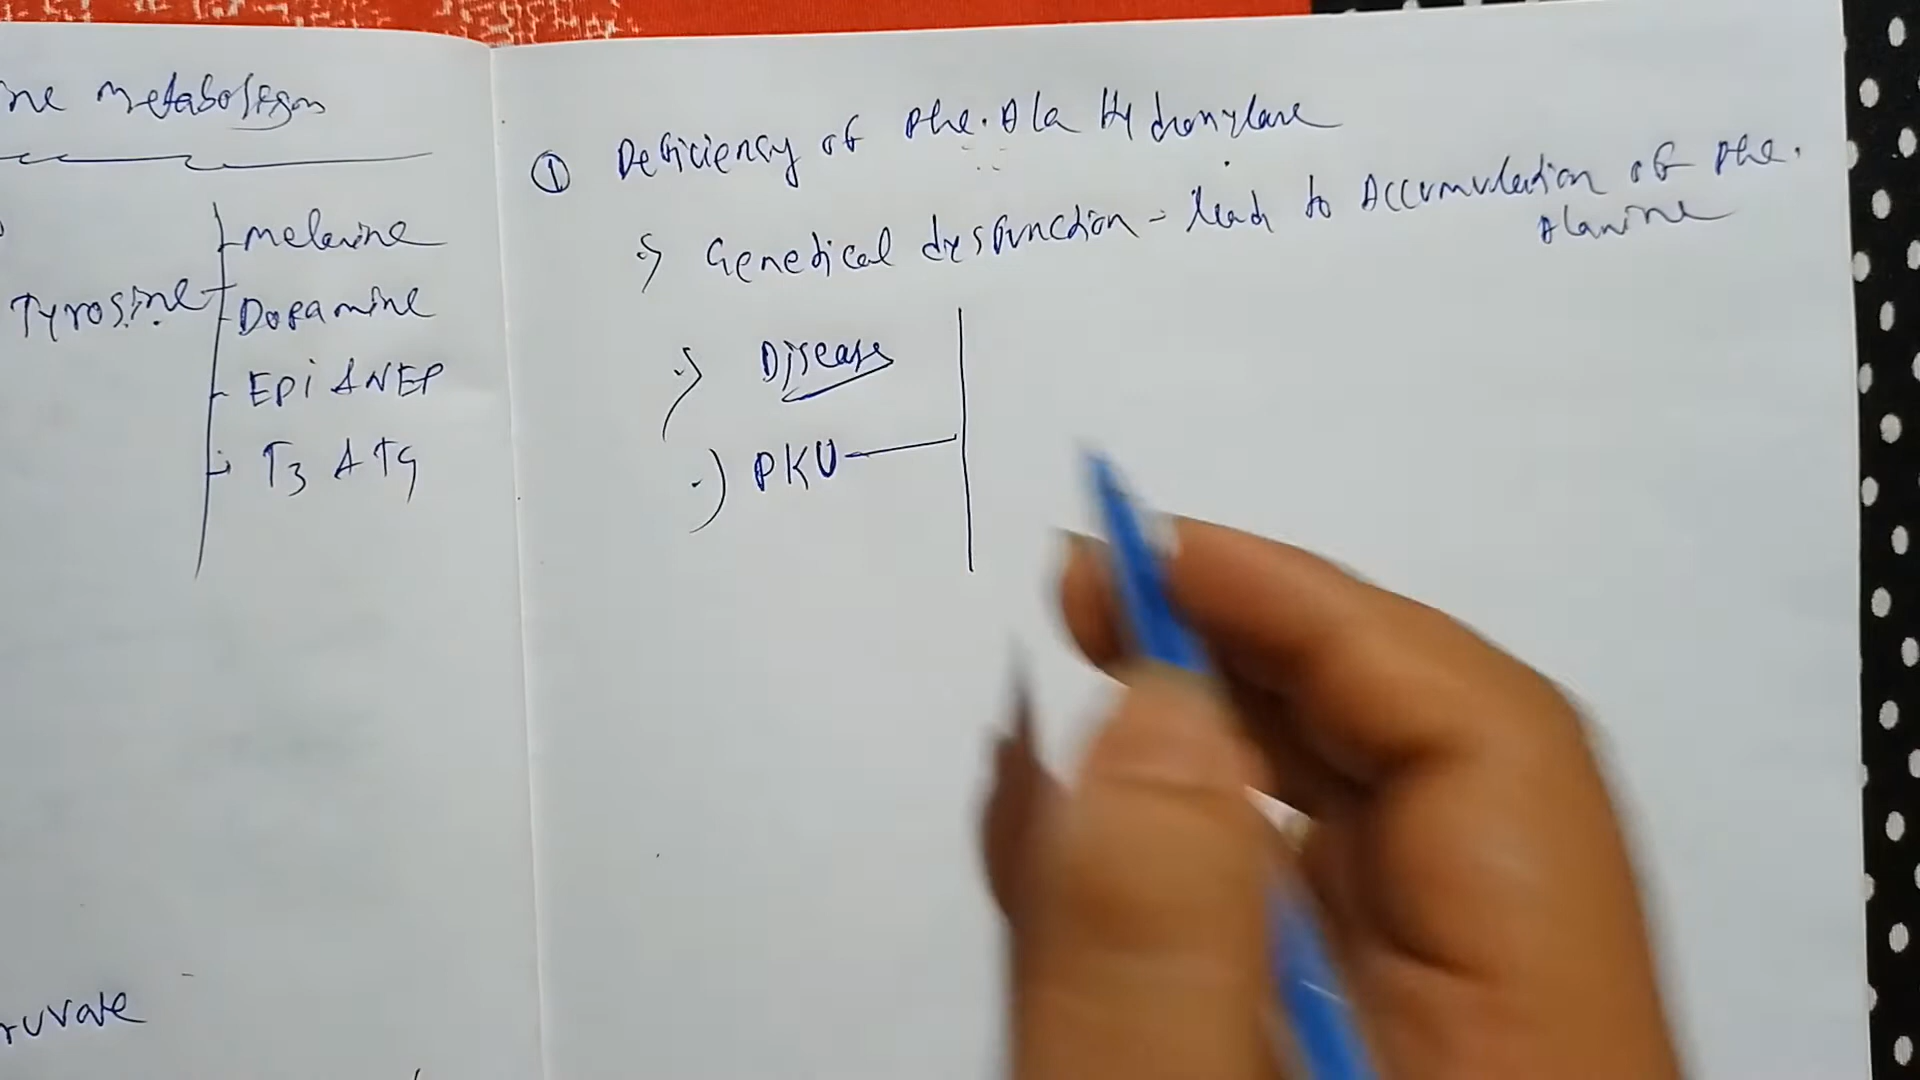 ne metabolism
Tyrosine
melanine
Dopamine
EPi & NEP
T3 & T4
ruvate
① Deficiency of Phe. Ala Hydroxylase
Genetical dysfunction - lead to Accumulation of Phe.
Alanine
Disease
PKU